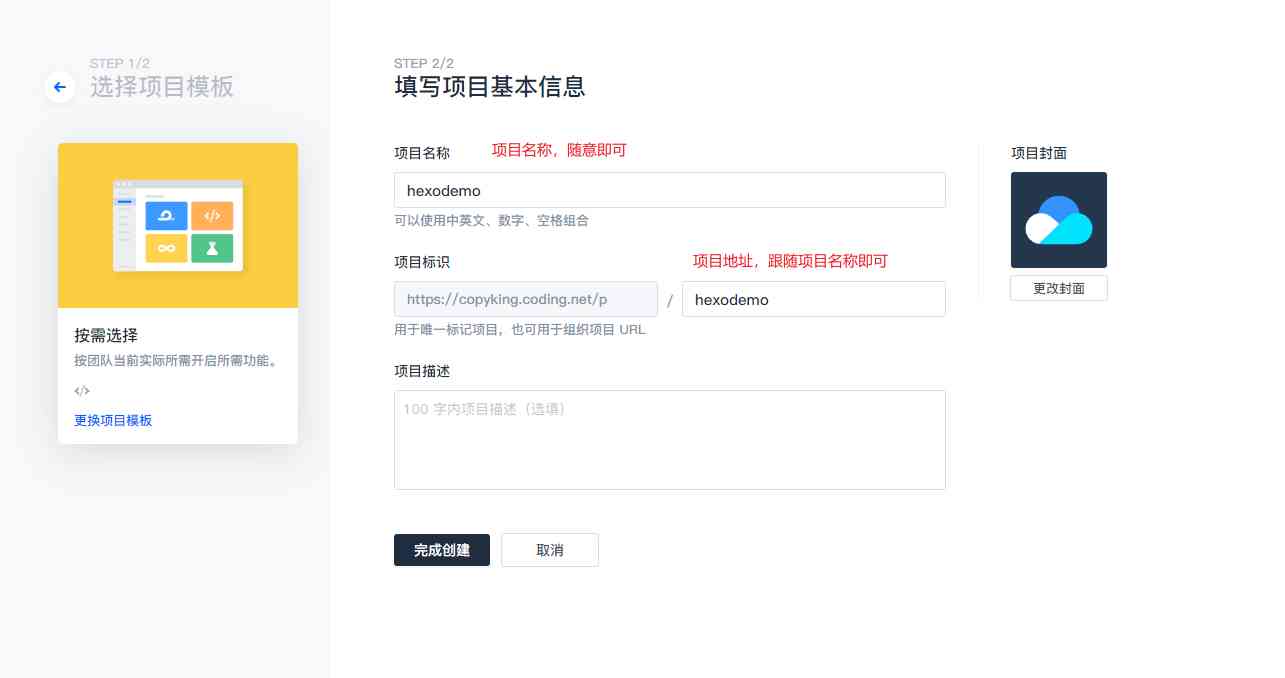 STEP 1/2
选择项目模板
按需选择
按团队当前实际所需开启所需功能。
</>
更换项目模板
STEP 2/2
填写项目基本信息
项目名称 项目名称，随意即可
hexodemo
可以使用中英文、数字、空格组合
项目标识 项目地址，跟随项目名称即可
https://copyking.coding.net/p / hexodemo
用于唯一标记项目，也可用于组织项目 URL
项目描述
100 字内项目描述（选填）
完成创建 取消
项目封面
更改封面